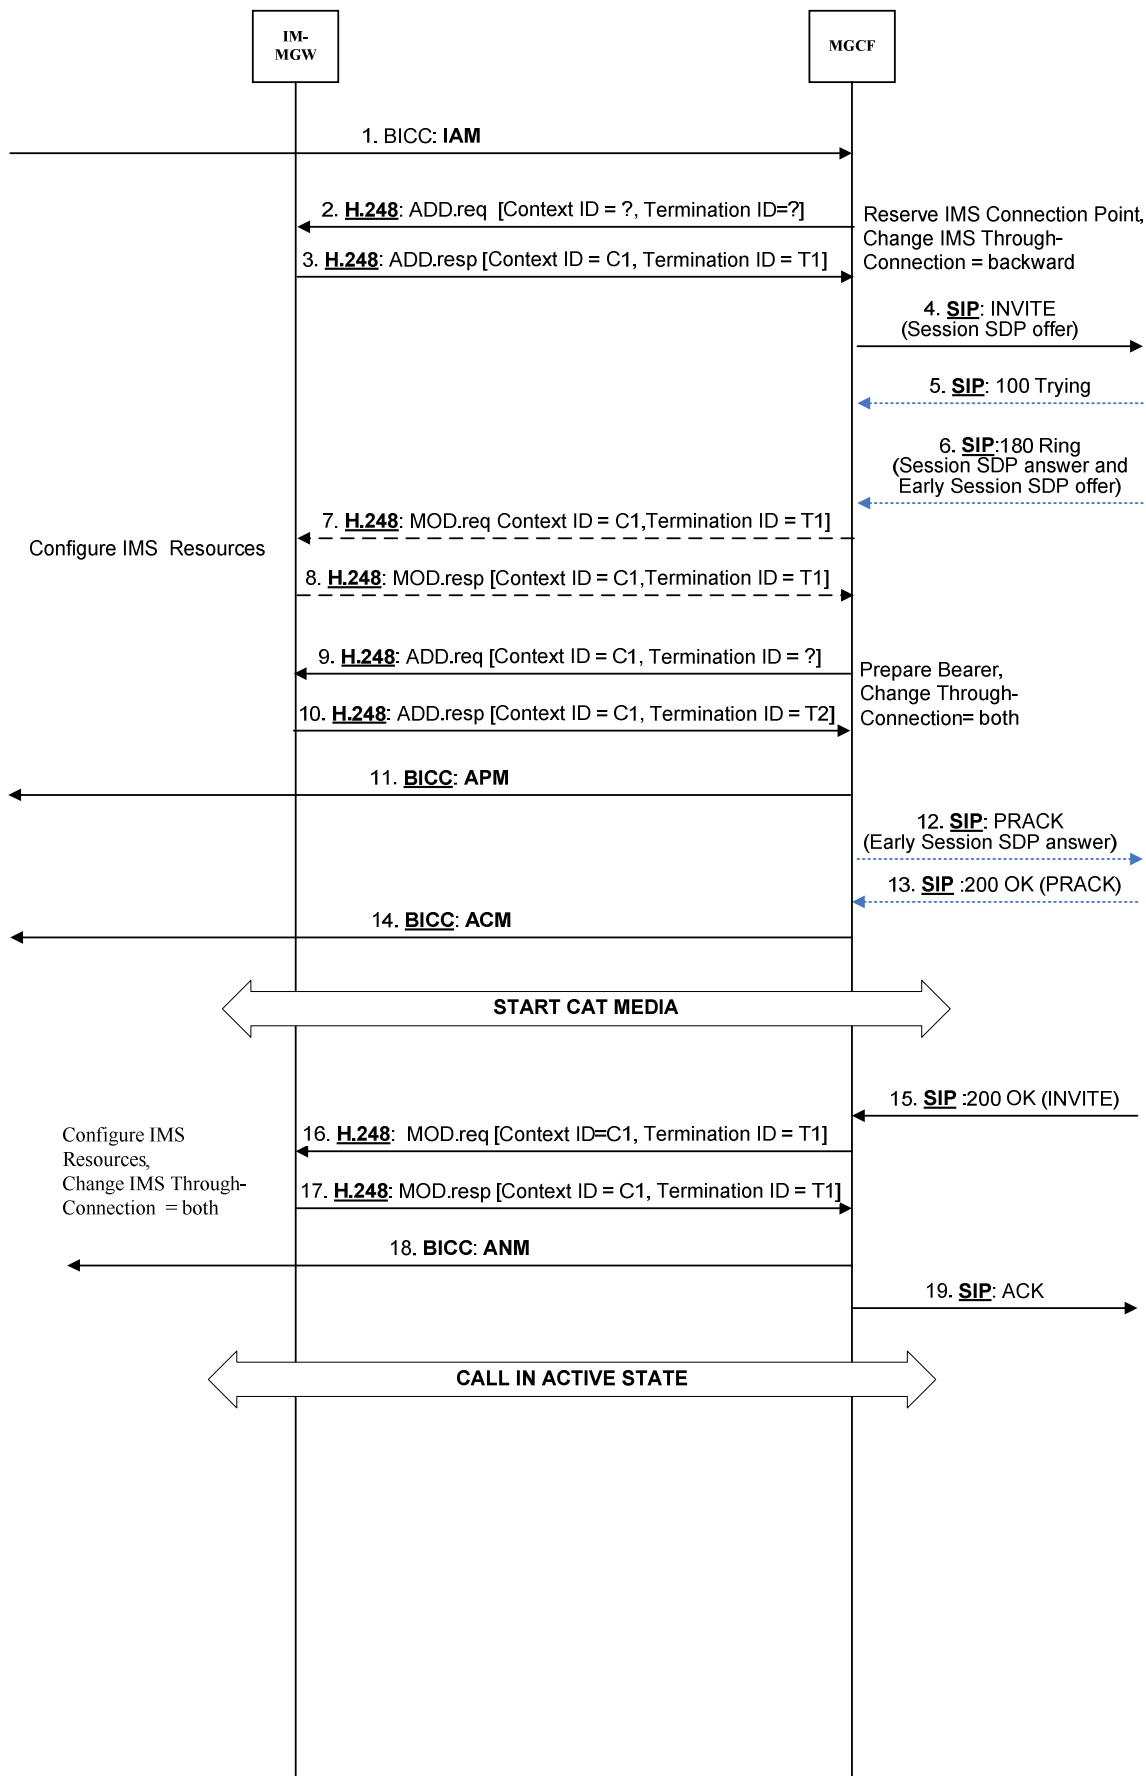 IM-
MGW
MGCF
1. BICC: IAM
2. H.248: ADD.req [Context ID = ?, Termination ID=?]
Reserve IMS Connection Point,
Change IMS Through-
Connection = backward
3. H.248: ADD.resp [Context ID = C1, Termination ID = T1]
4. SIP: INVITE
(Session SDP offer)
5. SIP: 100 Trying
6. SIP:180 Ring
(Session SDP answer and
Early Session SDP offer)
7. H.248: MOD.req Context ID = C1,Termination ID = T1]
Configure IMS Resources
8. H.248: MOD.resp [Context ID = C1,Termination ID = T1]
9. H.248: ADD.req [Context ID = C1, Termination ID = ?]
Prepare Bearer,
Change Through-
Connection= both
10. H.248: ADD.resp [Context ID = C1, Termination ID = T2]
11. BICC: APM
12. SIP: PRACK
(Early Session SDP answer)
13. SIP :200 OK (PRACK)
14. BICC: ACM
START CAT MEDIA
15. SIP :200 OK (INVITE)
16. H.248: MOD.req [Context ID=C1, Termination ID = T1]
Configure IMS
Resources,
Change IMS Through-
Connection = both
17. H.248: MOD.resp [Context ID = C1, Termination ID = T1]
18. BICC: ANM
19. SIP: ACK
CALL IN ACTIVE STATE